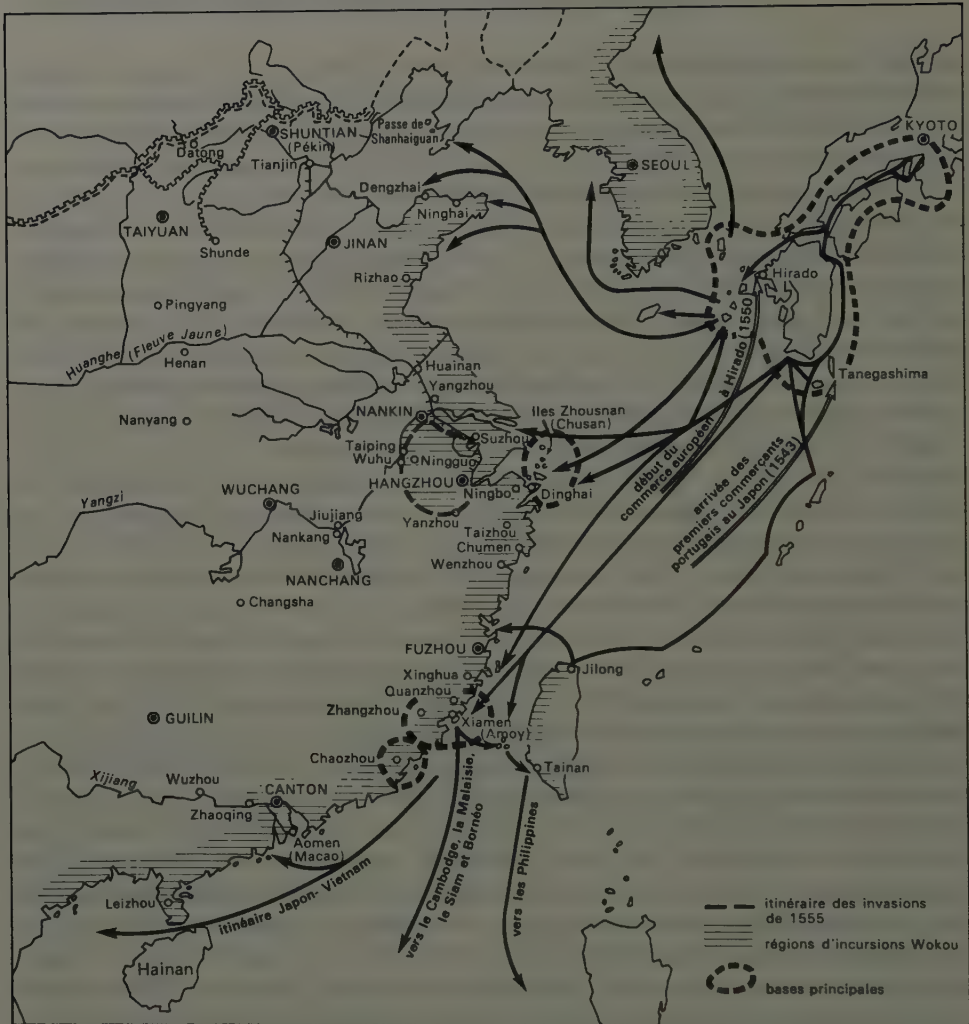 KYOTO
Passe de
Shanhaiguan
SHUNTIAN
(Pékin)
Datong
Tianjin
SEOUL
Dengzhai
Ninghai
TAIYUAN
JINAN
Shunde
Rizhao
Hirado
Pingyang
Huanghe (Fleuve Jaune)
Henan
Huainan
Yangzhou
Tanegashima
à Hirado (1550)
début du
commerce européen
Nanyang
NANKIN
Iles Zhousnan
(Chusan)
Suzhou
Taiping
Wuhu
Ningguo
HANGZHOU
Ningbo
Dinghai
arrivée des
premiers commerçants
portugais au Japon (1543)
Yangzi
WUCHANG
Yanzhou
Jiujiang
Nankang
Taizhou
Chumen
Wenzhou
NANCHANG
Changsha
FUZHOU
Jilong
Xinghua
Quanzhou
Zhangzhou
GUILIN
Xiamen
(Amoy)
Chaozhou
Tainan
Xijiang
Wuzhou
CANTON
Zhaoqing
Aomen
(Macao)
Leizhou
itinéraire Japon-Vietnam
vers le Cambodge, la Malaisie,
le Siam et Bornéo
vers les Philippines
Hainan
itinéraire des invasions
de 1555
régions d'incursions Wokou
bases principales